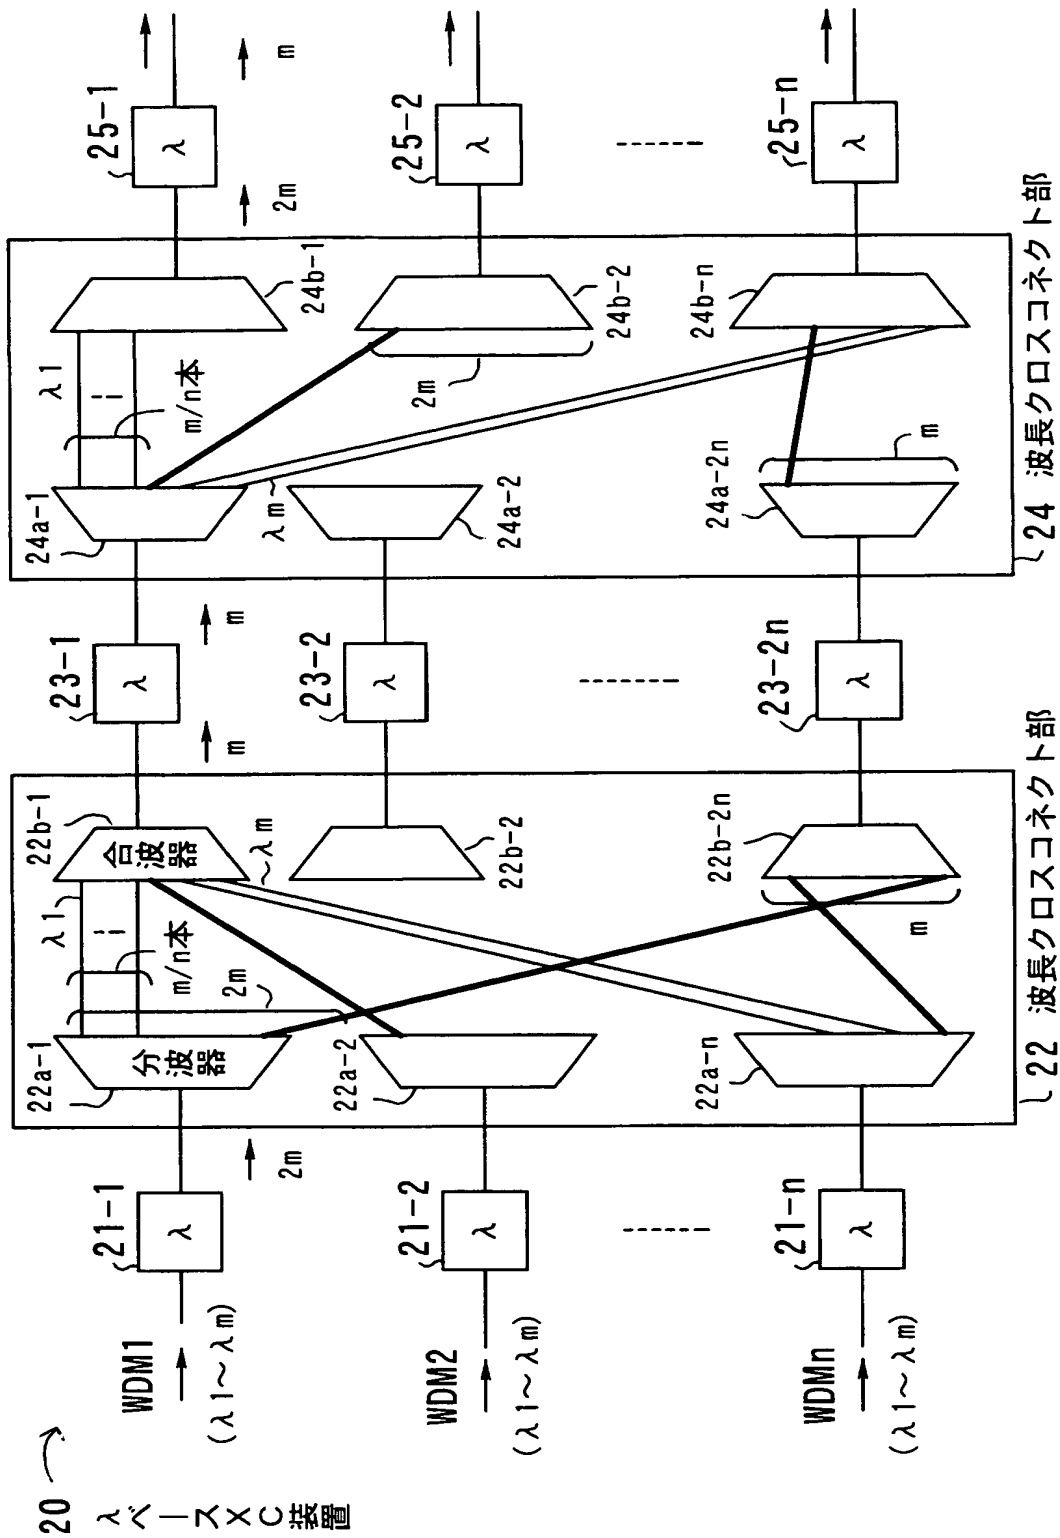 20
λベースXC装置
WDM1
(λ1~λm)
21-1
λ
2m
WDM2
(λ1~λm)
21-2
λ
WDMn
(λ1~λm)
21-n
λ
22a-1
分波器
2m
m/n本
λ1
22b-1
合波器
λm
22a-2
22b-2
22a-n
22b-2n
m
22 波長クロスコネクト部
23-1
λ
m
m
23-2
λ
23-2n
λ
24a-1
λ1
m/n本
24b-1
λm
24a-2
2m
24b-2
24a-2n
m
24b-n
24 波長クロスコネクト部
25-1
λ
2m
m
25-2
λ
25-n
λ